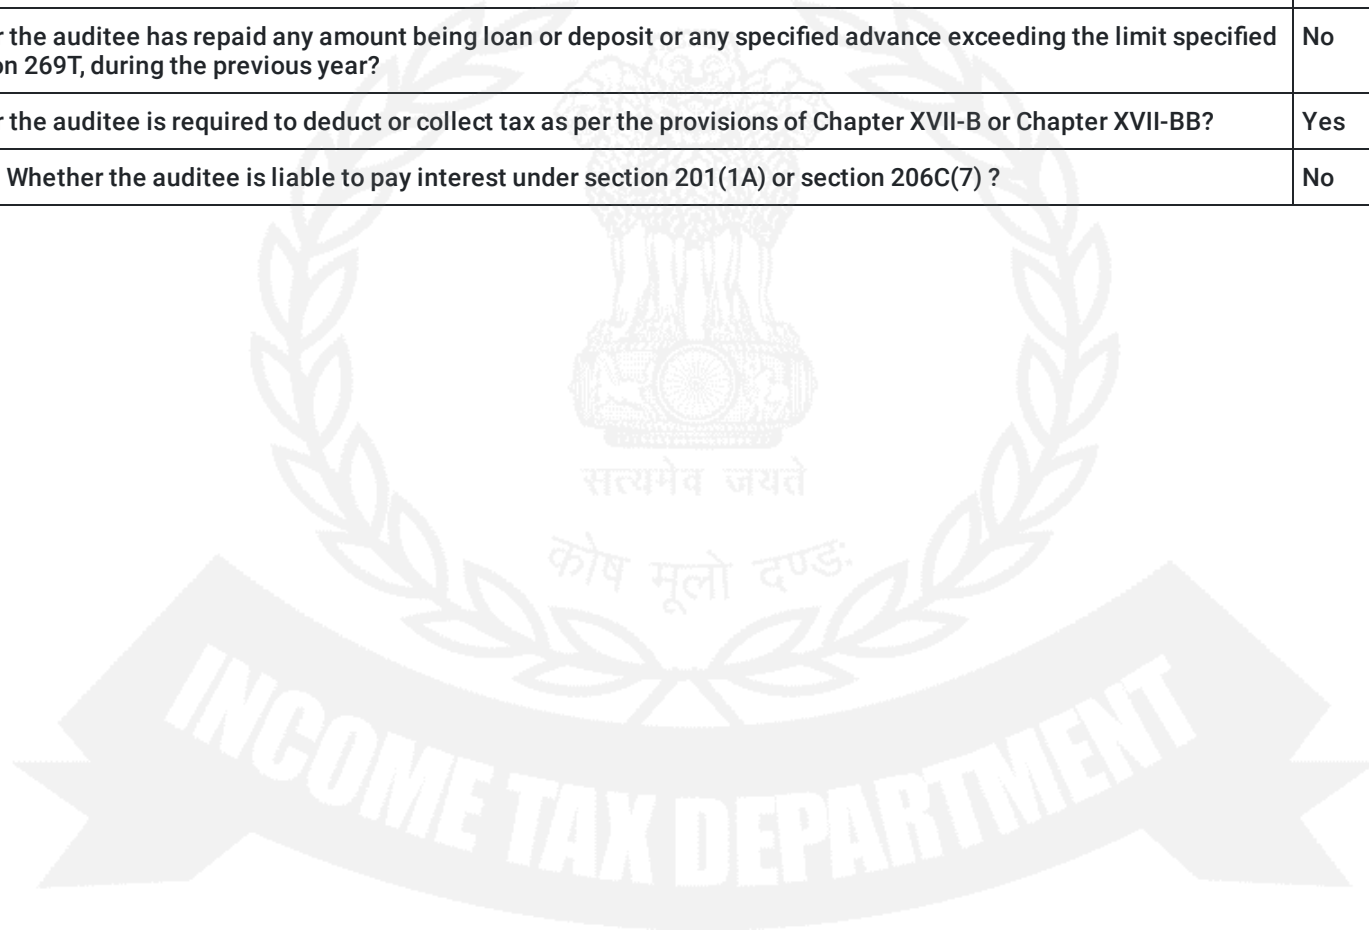 r the auditee has repaid any amount being loan or deposit or any specified advance exceeding the limit specified No
on 269T, during the previous year?
r the auditee is required to deduct or collect tax as per the provisions of Chapter XVII-B or Chapter XVII-BB? Yes
Whether the auditee is liable to pay interest under section 201(1A) or section 206C(7) ? No
सत्यमेव जयते
कोष मूलो दण्डः
INCOME TAX DEPARTMENT